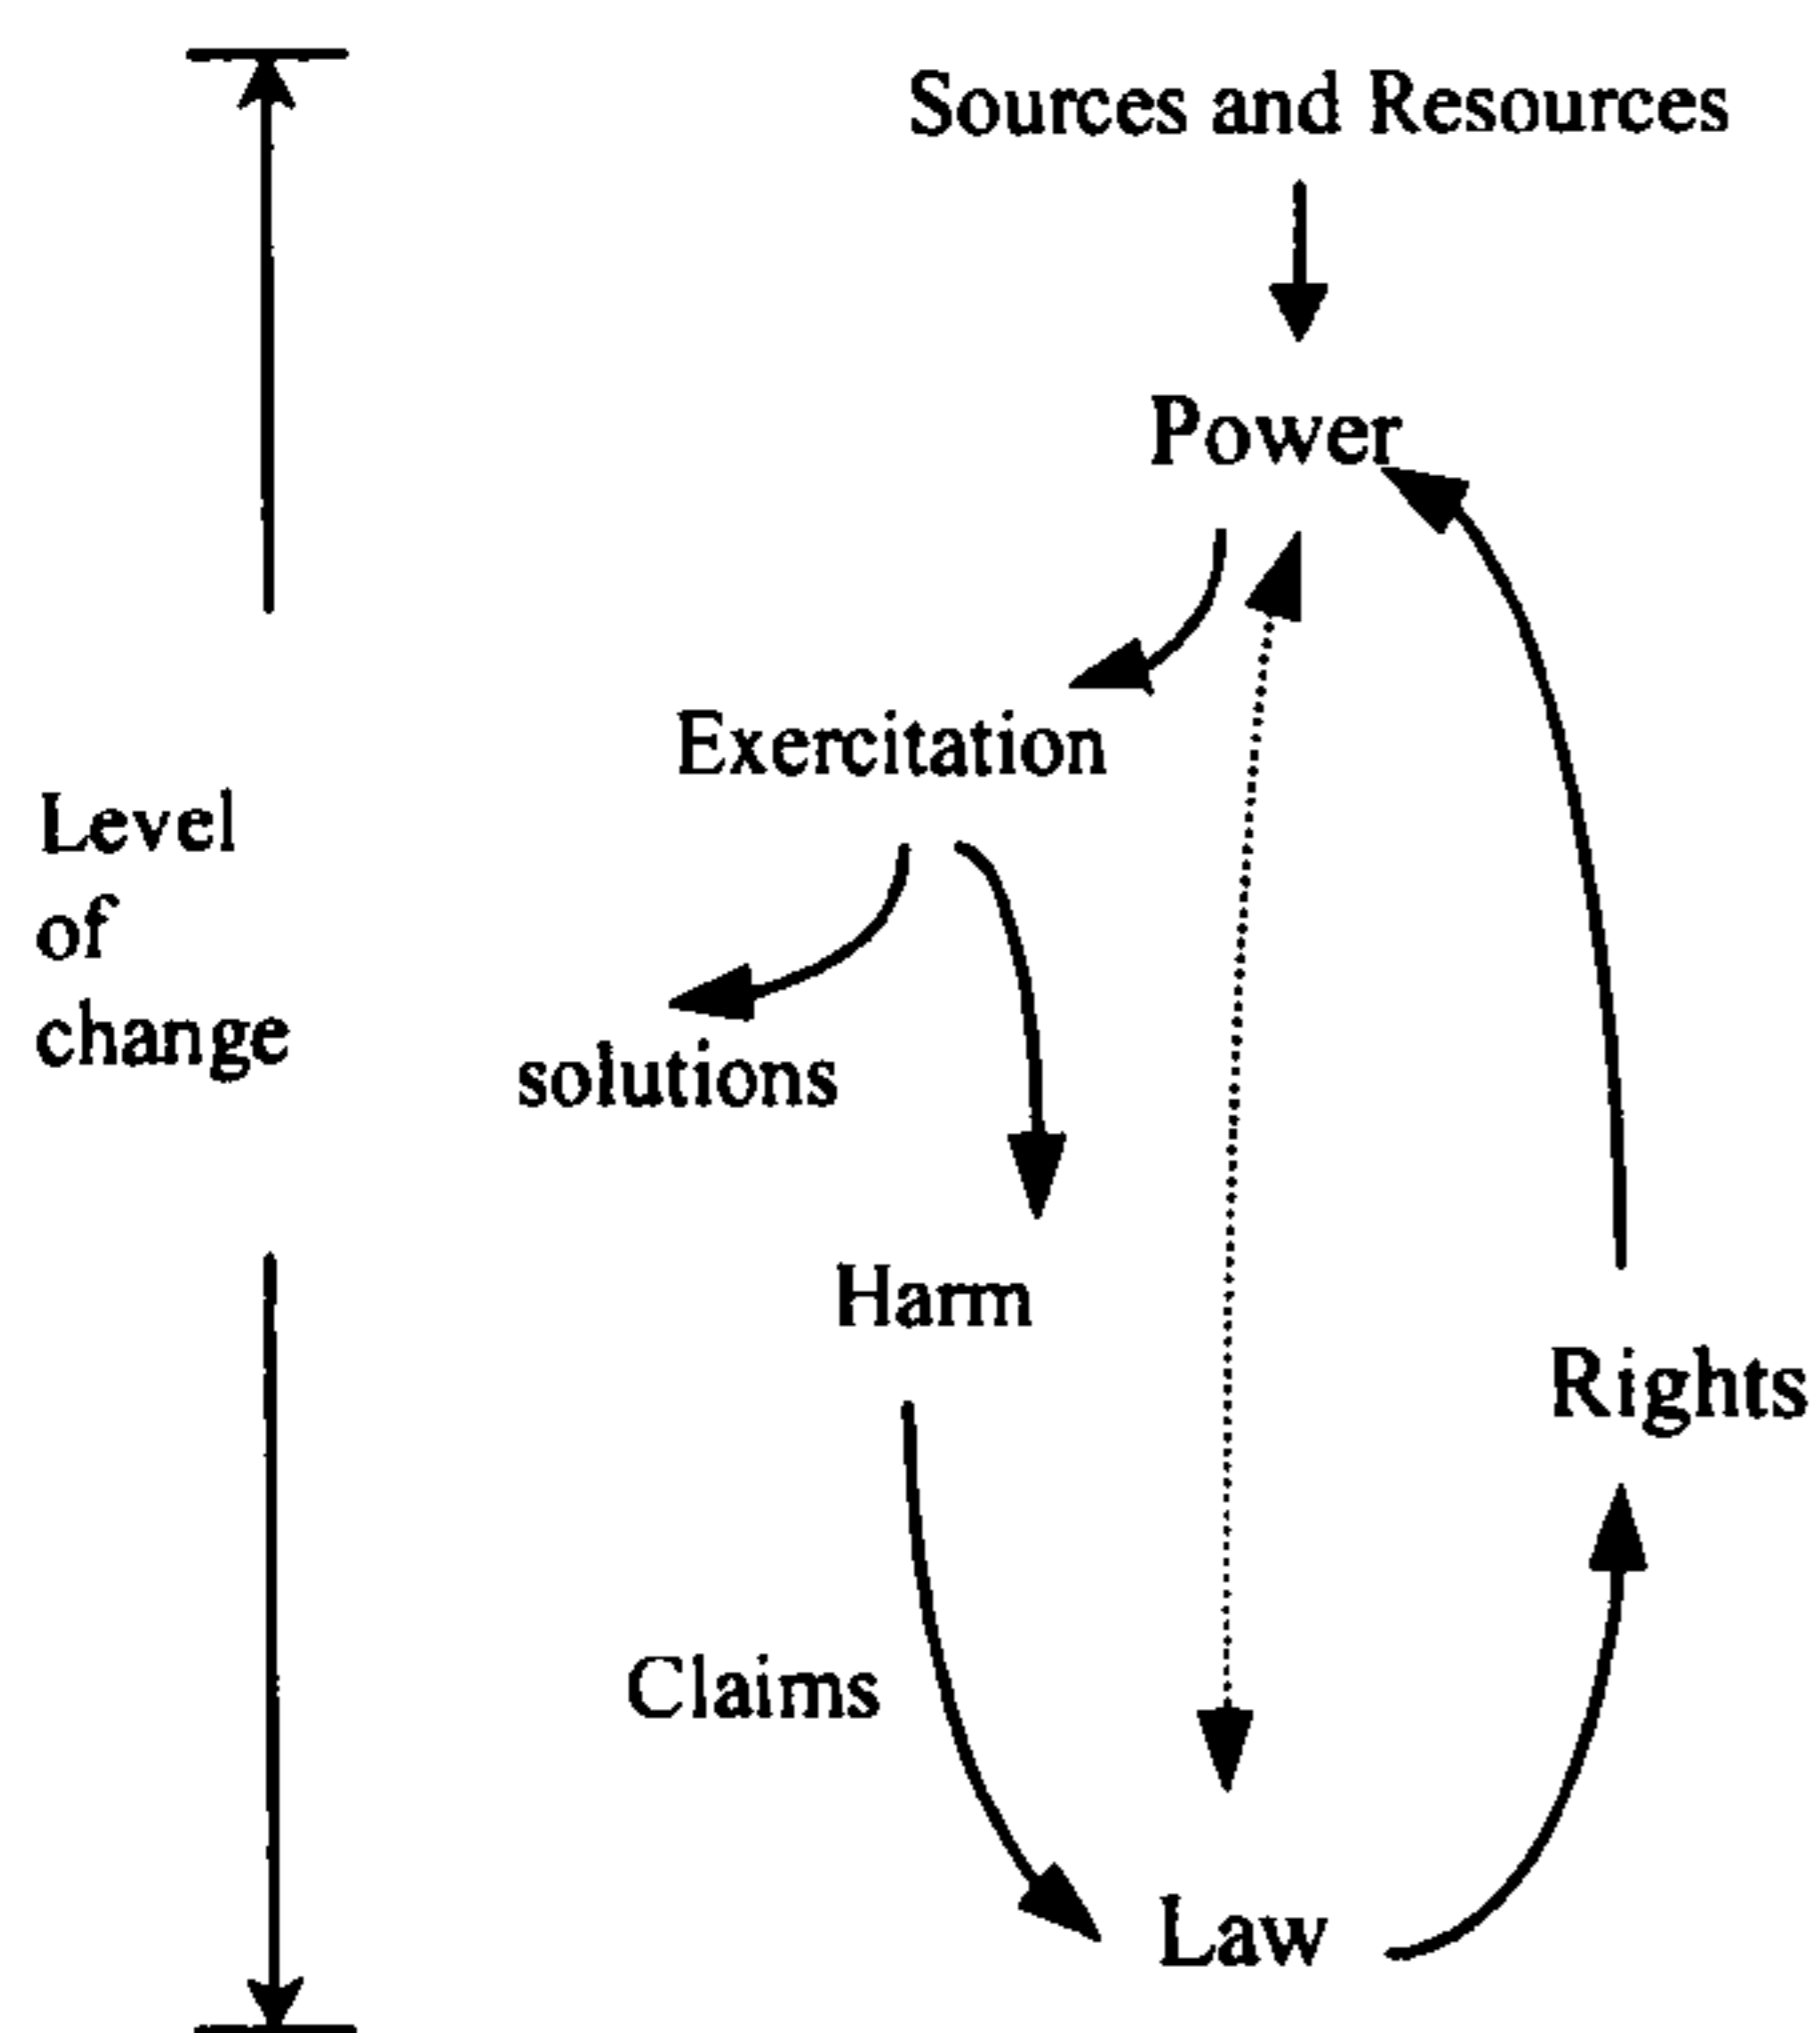 Sources and Resources
Power
Exercitation
Level
of
change
solutions
Harm
Rights
Claims
Law